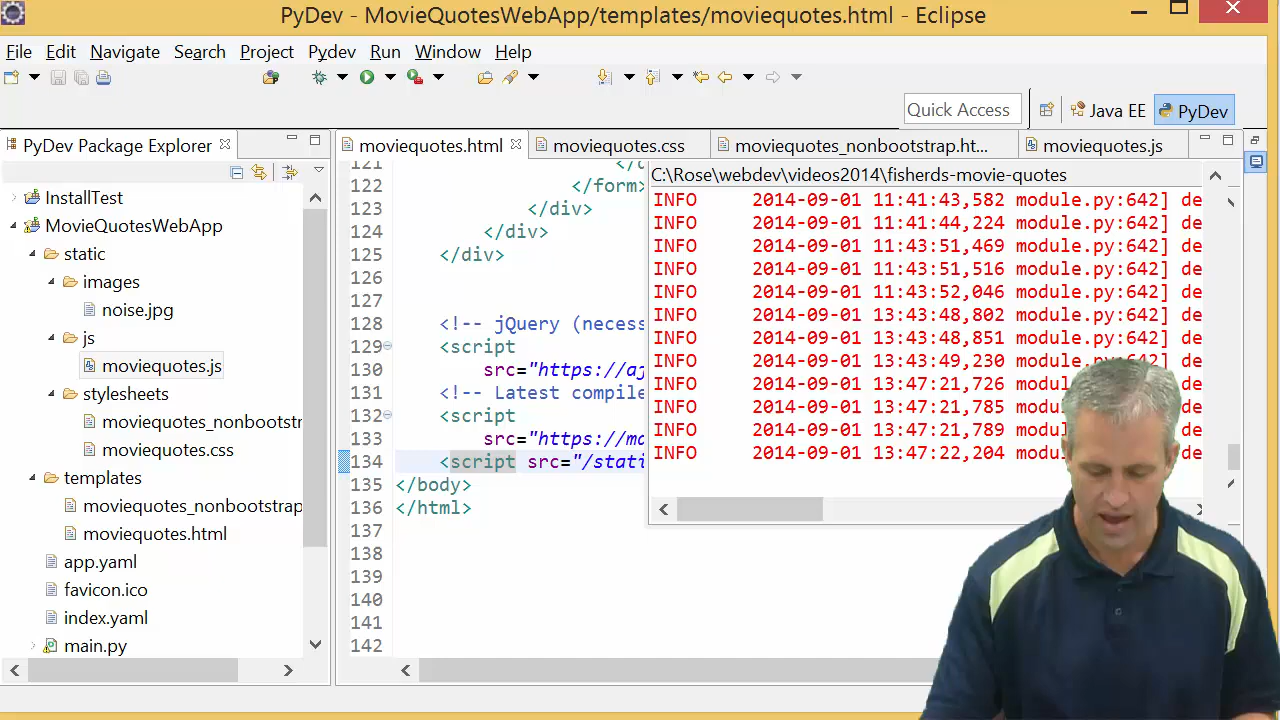 PyDev - MovieQuotesWebApp/templates/moviequotes.html - Eclipse
File Edit Navigate Search Project Pydev Run Window Help
Quick Access
Java EE
PyDev
PyDev Package Explorer
moviequotes.html
moviequotes.css
moviequotes_nonbootstrap.ht...
moviequotes.js
InstallTest
MovieQuotesWebApp
static
images
noise.jpg
js
moviequotes.js
stylesheets
moviequotes_nonbootstr
moviequotes.css
templates
moviequotes_nonbootstrap
moviequotes.html
app.yaml
favicon.ico
index.yaml
main.py
121
122 </form>
123 </div>
124 </div>
125 </div>
126
127
128 <!-- jQuery (necess
129 <script
130 src="https://aj
131 <!-- Latest compile
132 <script
133 src="https://ma
134 <script src="/stati
135 </body>
136 </html>
137
138
139
140
141
142
C:\Rose\webdev\videos2014\fisherds-movie-quotes
INFO 2014-09-01 11:41:43,582 module.py:642] de
INFO 2014-09-01 11:41:44,224 module.py:642] de
INFO 2014-09-01 11:43:51,469 module.py:642] de
INFO 2014-09-01 11:43:51,516 module.py:642] de
INFO 2014-09-01 11:43:52,046 module.py:642] de
INFO 2014-09-01 13:43:48,802 module.py:642] de
INFO 2014-09-01 13:43:48,851 module.py:642] de
INFO 2014-09-01 13:43:49,230 module.py:642] de
INFO 2014-09-01 13:47:21,726 modul
INFO 2014-09-01 13:47:21,785 modu
INFO 2014-09-01 13:47:21,789 modu
INFO 2014-09-01 13:47:22,204 mod